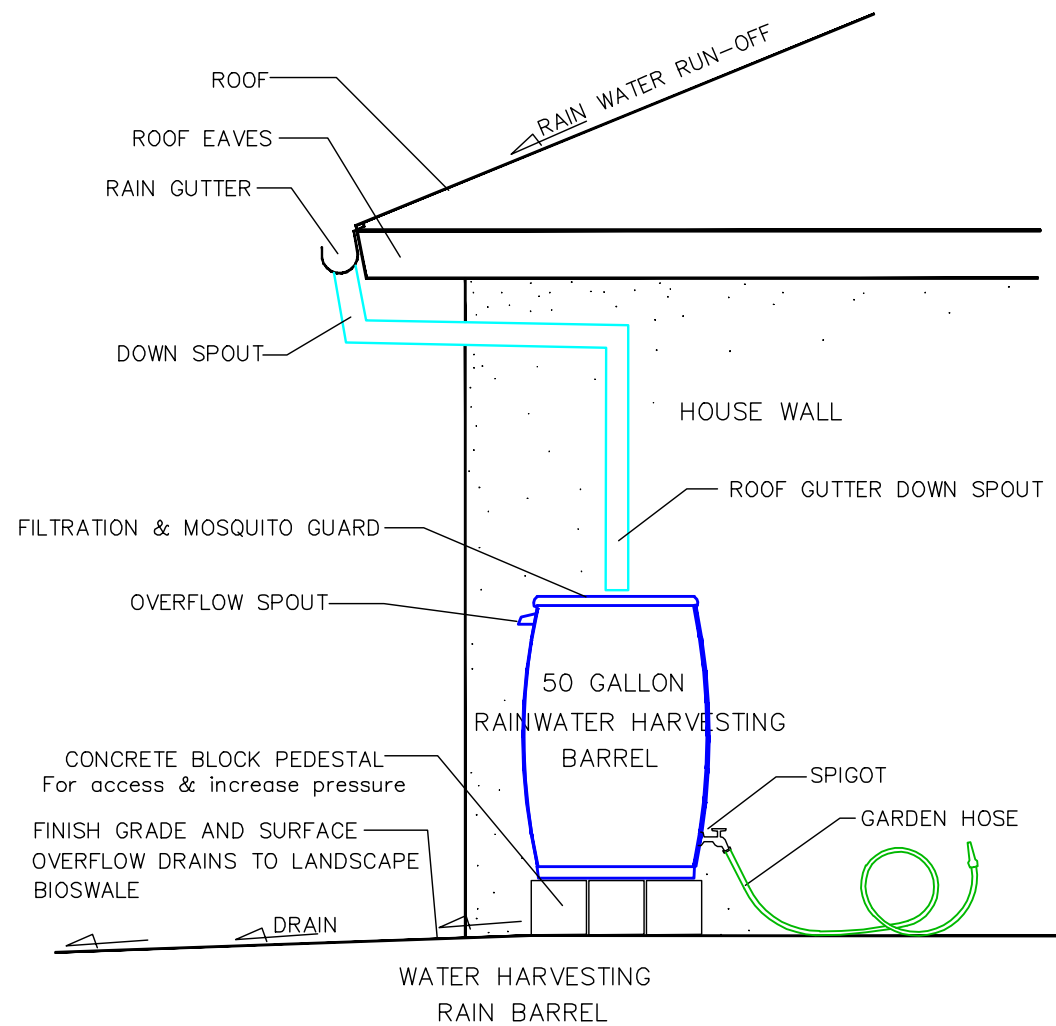 RAIN WATER RUN-OFF
ROOF
ROOF EAVES
RAIN GUTTER
DOWN SPOUT
HOUSE WALL
ROOF GUTTER DOWN SPOUT
FILTRATION & MOSQUITO GUARD
OVERFLOW SPOUT
50 GALLON
RAINWATER HARVESTING
BARREL
CONCRETE BLOCK PEDESTAL
For access & increase pressure
SPIGOT
GARDEN HOSE
FINISH GRADE AND SURFACE
OVERFLOW DRAINS TO LANDSCAPE
BIOSWALE
DRAIN
WATER HARVESTING
RAIN BARREL